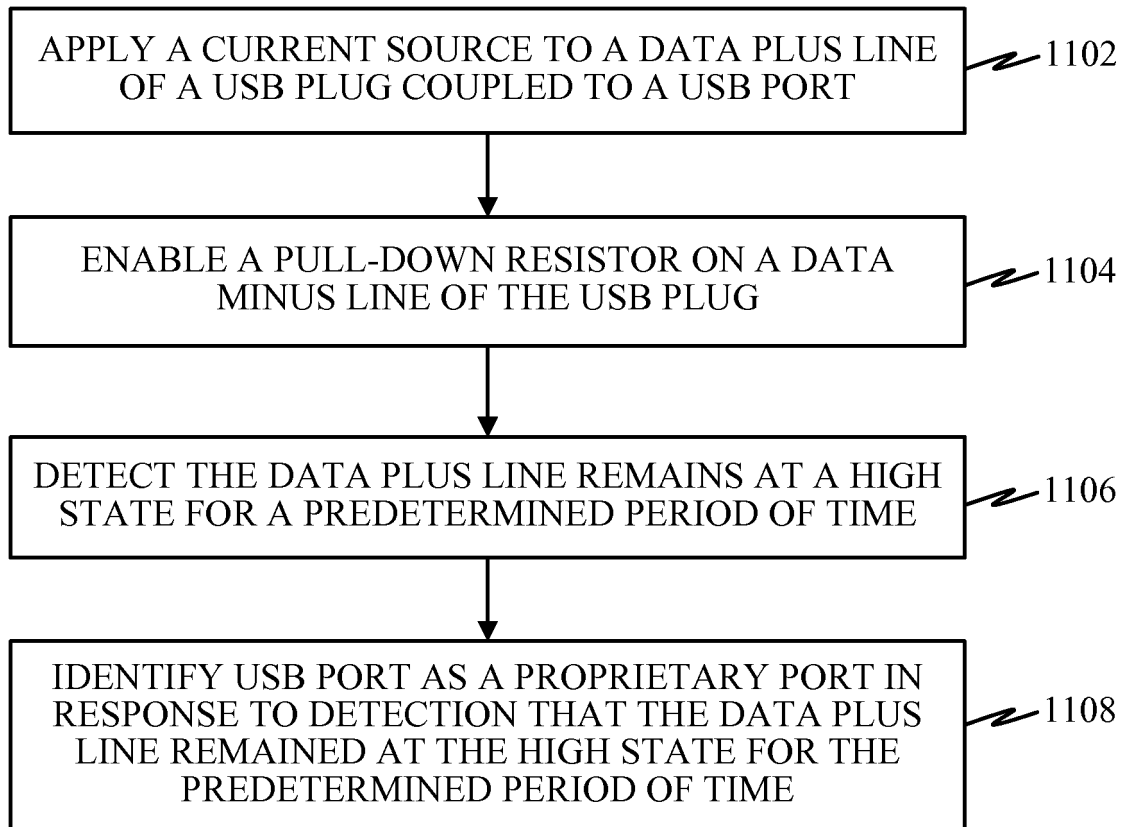 APPLY A CURRENT SOURCE TO A DATA PLUS LINE
OF A USB PLUG COUPLED TO A USB PORT
1102
ENABLE A PULL-DOWN RESISTOR ON A DATA
MINUS LINE OF THE USB PLUG
1104
DETECT THE DATA PLUS LINE REMAINS AT A HIGH
STATE FOR A PREDETERMINED PERIOD OF TIME
1106
IDENTIFY USB PORT AS A PROPRIETARY PORT IN
RESPONSE TO DETECTION THAT THE DATA PLUS
LINE REMAINED AT THE HIGH STATE FOR THE
PREDETERMINED PERIOD OF TIME
1108